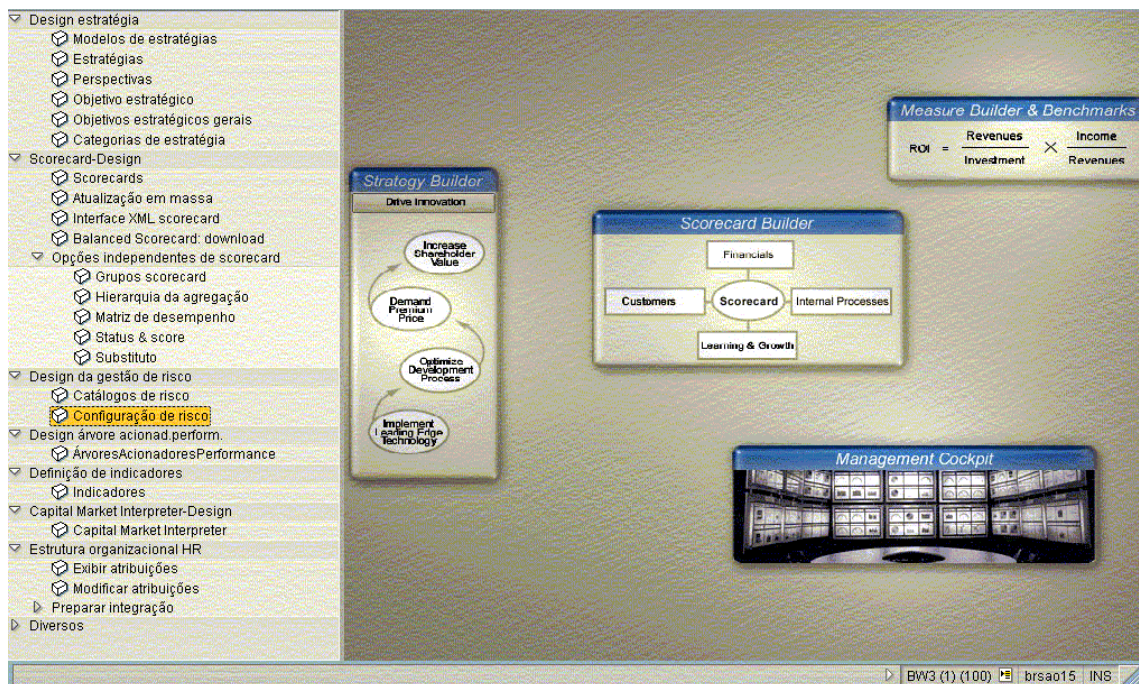 Design estratégia
Modelos de estratégias
Estratégias
Perspectivas
Objetivo estratégico
Objetivos estratégicos gerais
Categorias de estratégia
Scorecard-Design
Scorecards
Atualização em massa
Interface XML scorecard
Balanced Scorecard: download
Opções independentes de scorecard
Grupos scorecard
Hierarquia da agregação
Matriz de desempenho
Status & score
Substituto
Design da gestão de risco
Catálogos de risco
Configuração de risco
Design árvore acionad.perform.
ÁrvoresAcionadoresPerformance
Definição de indicadores
Indicadores
Capital Market Interpreter-Design
Capital Market Interpreter
Estrutura organizacional HR
Exibir atribuições
Modificar atribuições
Preparar integração
Diversos
Strategy Builder
Drive Innovation
Increase
Shareholder
Value
Demand
Premium
Price
Optimize
Development
Process
Implement
Leading Edge
Technology
Measure Builder & Benchmarks
ROI = Revenues / Investment × Income / Revenues
Scorecard Builder
Financials
Customers Scorecard Internal Processes
Learning & Growth
Management Cockpit
BW3 (1) (100) brsao15 INS